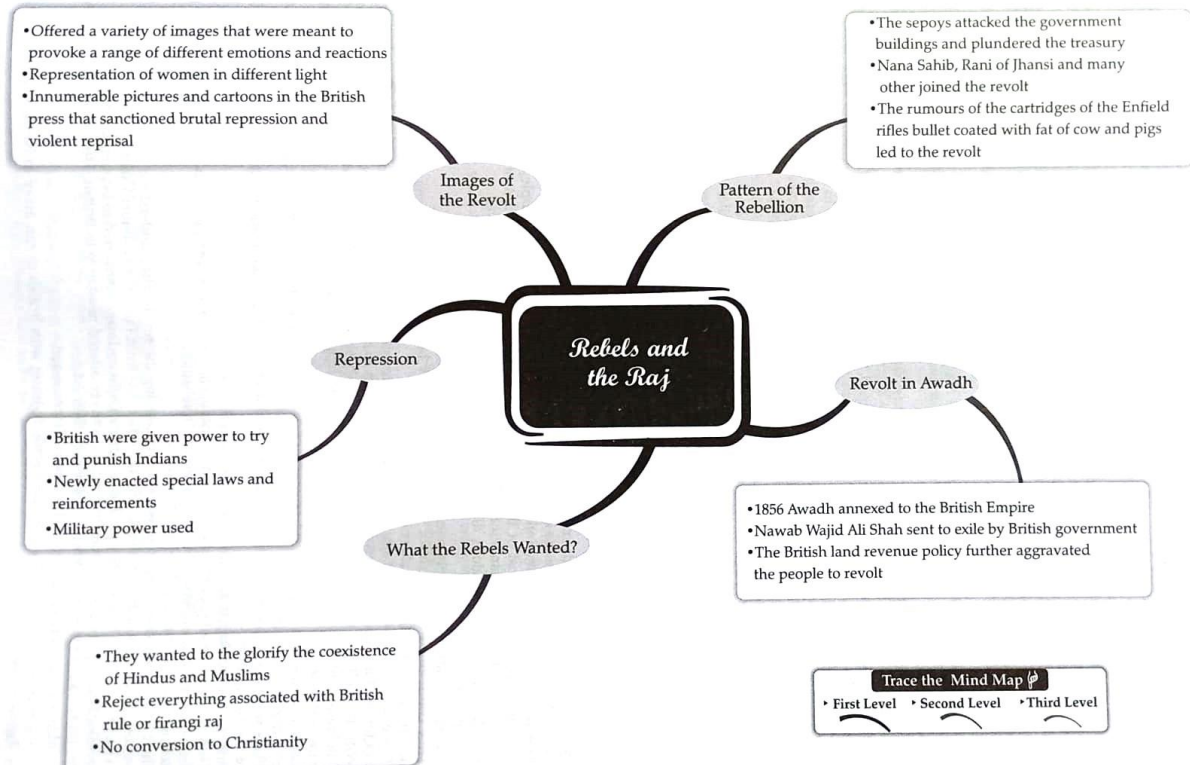 •Offered a variety of images that were meant to
provoke a range of different emotions and reactions
•Representation of women in different light
•Innumerable pictures and cartoons in the British
press that sanctioned brutal repression and
violent reprisal
•The sepoys attacked the government
buildings and plundered the treasury
•Nana Sahib, Rani of Jhansi and many
other joined the revolt
•The rumours of the cartridges of the Enfield
rifles bullet coated with fat of cow and pigs
led to the revolt
Images of
the Revolt
Pattern of the
Rebellion
Rebels and
the Raj
Repression
Revolt in Awadh
•British were given power to try
and punish Indians
•Newly enacted special laws and
reinforcements
•Military power used
•1856 Awadh annexed to the British Empire
•Nawab Wajid Ali Shah sent to exile by British government
•The British land revenue policy further aggravated
the people to revolt
What the Rebels Wanted?
•They wanted to the glorify the coexistence
of Hindus and Muslims
•Reject everything associated with British
rule or firangi raj
•No conversion to Christianity
Trace the Mind Map
▸ First Level ▸ Second Level ▸ Third Level